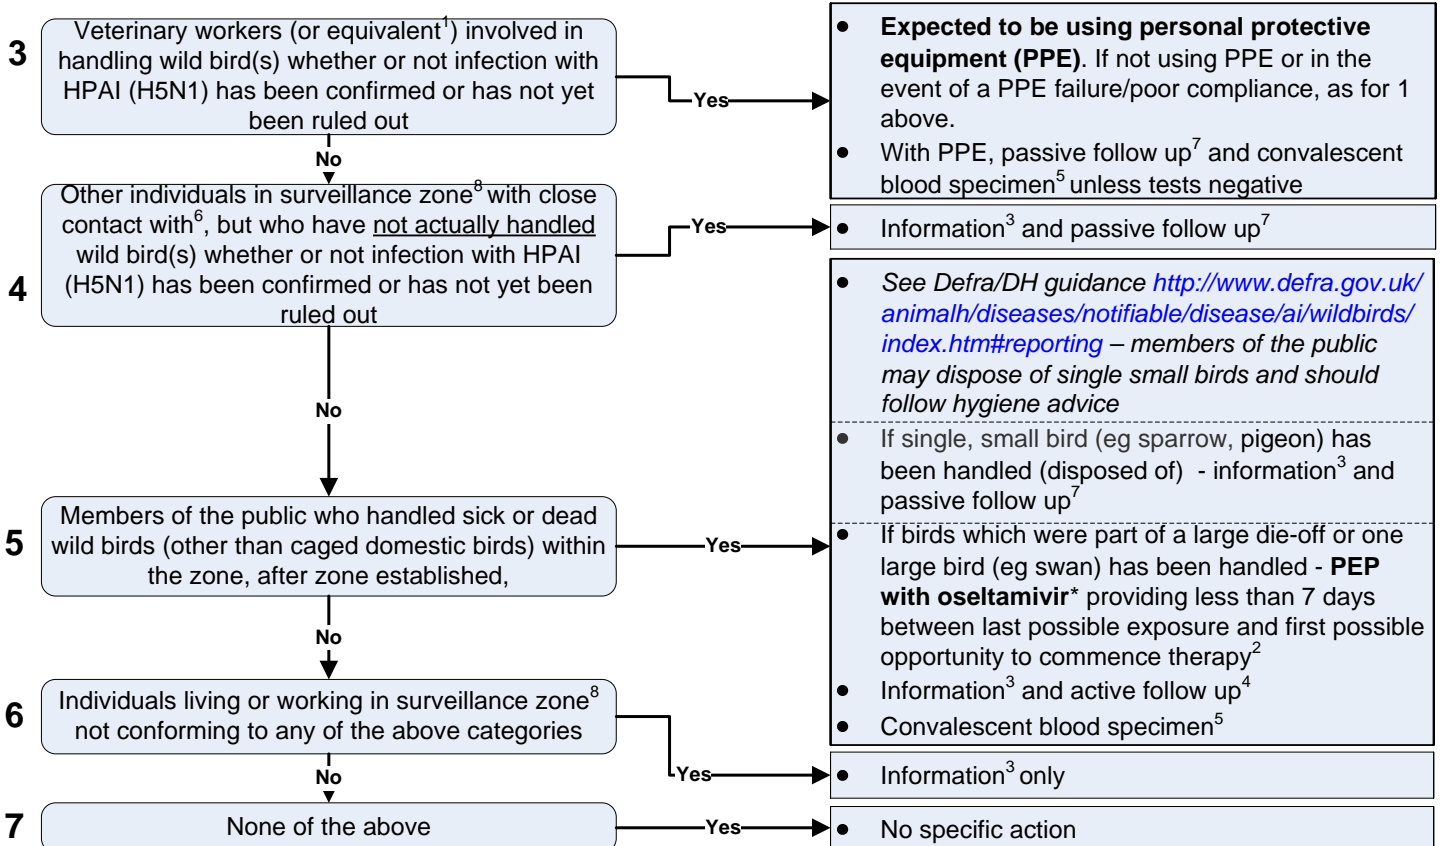 3
Veterinary workers (or equivalent1) involved in
handling wild bird(s) whether or not infection with
HPAI (H5N1) has been confirmed or has not yet
been ruled out
Yes
Expected to be using personal protective
equipment (PPE). If not using PPE or in the
event of a PPE failure/poor compliance, as for 1
above.
With PPE, passive follow up7 and convalescent
blood specimen5 unless tests negative
No
4
Other individuals in surveillance zone8 with close
contact with6, but who have not actually handled
wild bird(s) whether or not infection with HPAI
(H5N1) has been confirmed or has not yet been
ruled out
Yes
Information3 and passive follow up7
No
5
Members of the public who handled sick or dead
wild birds (other than caged domestic birds) within
the zone, after zone established,
Yes
See Defra/DH guidance http://www.defra.gov.uk/
animalh/diseases/notifiable/disease/ai/wildbirds/
index.htm#reporting – members of the public
may dispose of single small birds and should
follow hygiene advice
If single, small bird (eg sparrow, pigeon) has
been handled (disposed of) - information3 and
passive follow up7
If birds which were part of a large die-off or one
large bird (eg swan) has been handled - PEP
with oseltamivir* providing less than 7 days
between last possible exposure and first possible
opportunity to commence therapy2
Information3 and active follow up4
Convalescent blood specimen5
No
6
Individuals living or working in surveillance zone8
not conforming to any of the above categories
Yes
Information3 only
No
7
None of the above
Yes
No specific action